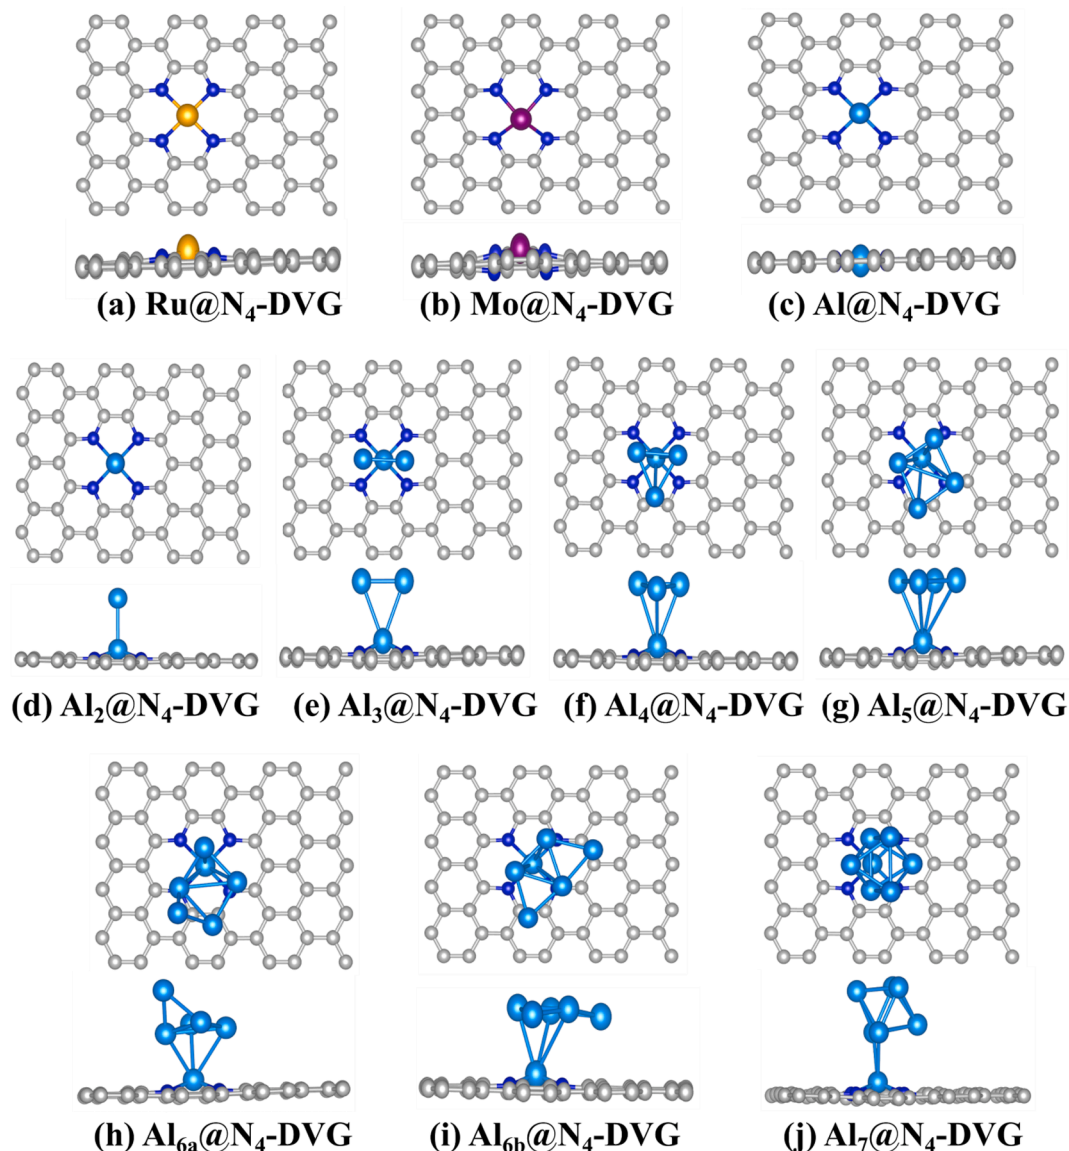 (a) Ru@N₄-DVG (b) Mo@N₄-DVG (c) Al@N₄-DVG
(d) Al₂@N₄-DVG (e) Al₃@N₄-DVG (f) Al₄@N₄-DVG (g) Al₅@N₄-DVG
(h) Al₆ₐ@N₄-DVG (i) Al₆b@N₄-DVG (j) Al₇@N₄-DVG